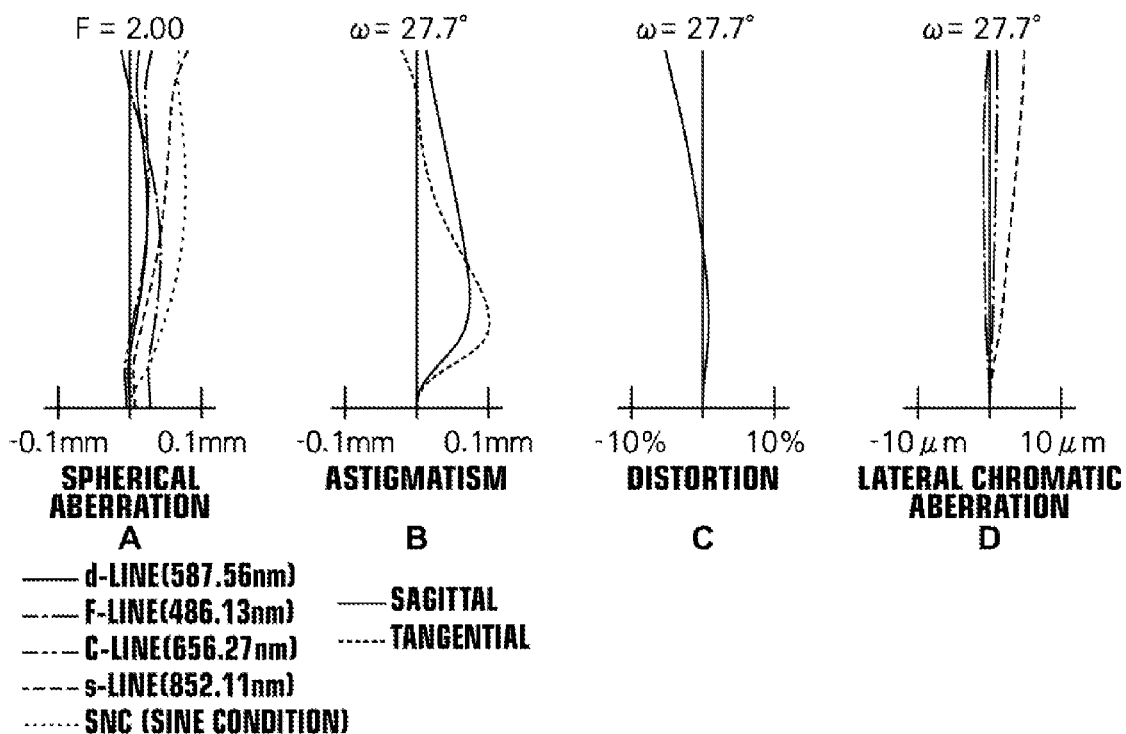 F = 2.00
ω = 27.7°
ω = 27.7°
ω = 27.7°
-0.1mm 0.1mm
-0.1mm 0.1mm
-10% 10%
-10 μm 10 μm
SPHERICAL
ABERRATION
ASTIGMATISM
DISTORTION
LATERAL CHROMATIC
ABERRATION
A
B
C
D
d-LINE(587.56nm)
F-LINE(486.13nm)
C-LINE(656.27nm)
s-LINE(852.11nm)
SNC (SINE CONDITION)
SAGITTAL
TANGENTIAL